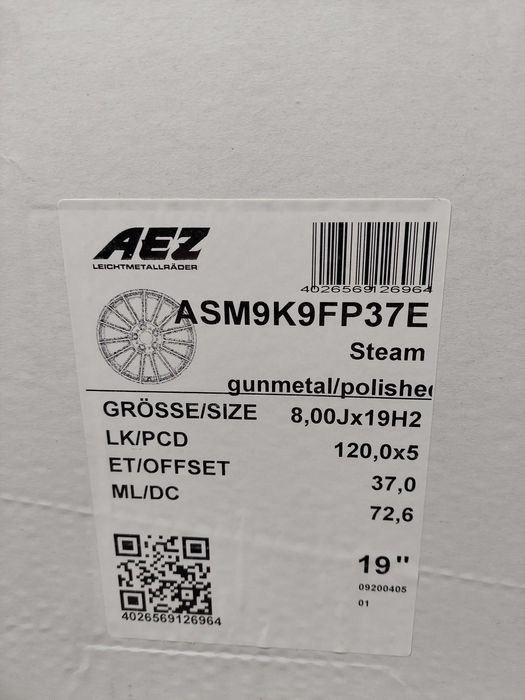 AEZ
LEICHTMETALLRÄDER
4026569126964
ASM9K9FP37E
Steam
gunmetal/polished
GRÖSSE/SIZE 8,00Jx19H2
LK/PCD 120,0x5
ET/OFFSET 37,0
ML/DC 72,6
19"
09200405
01
4026569126964